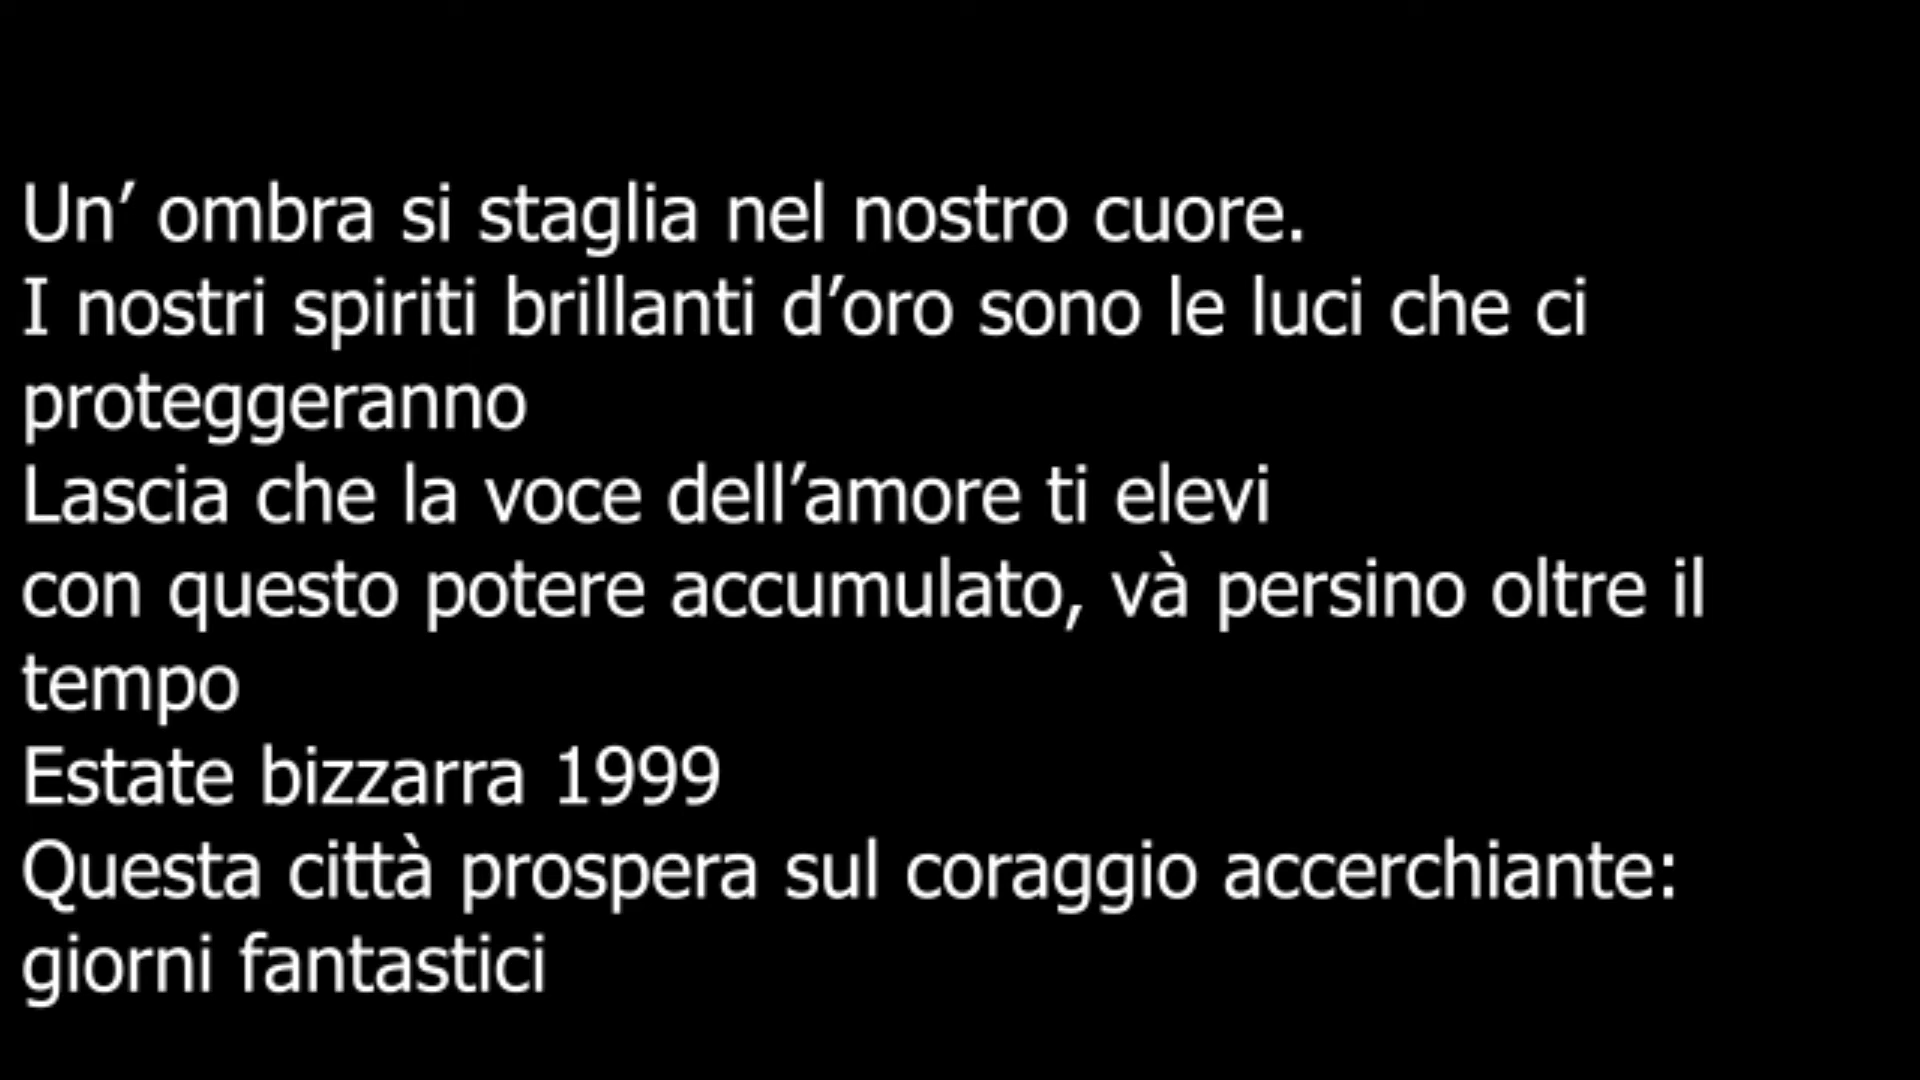 Un’ ombra si staglia nel nostro cuore.
I nostri spiriti brillanti d’oro sono le luci che ci
proteggeranno
Lascia che la voce dell’amore ti elevi
con questo potere accumulato, và persino oltre il
tempo
Estate bizzarra 1999
Questa città prospera sul coraggio accerchiante:
giorni fantastici